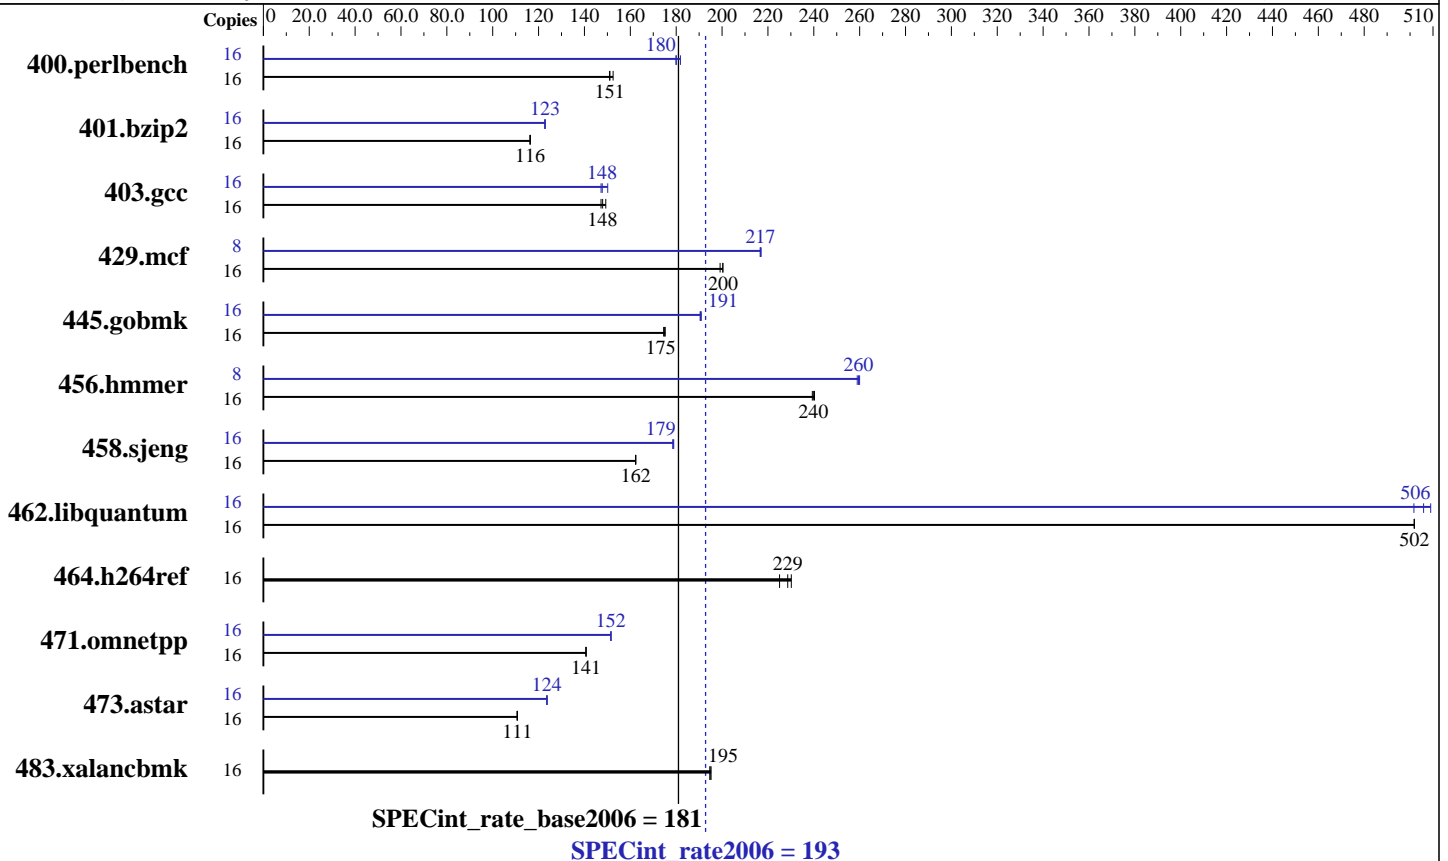 Copies 0 20.0 40.0 60.0 80.0 100 120 140 160 180 200 220 240 260 280 300 320 340 360 380 400 420 440 460 480 510
400.perlbench 16 180
16 151
401.bzip2 16 123
16 116
403.gcc 16 148
16 148
429.mcf 8 217
16 200
445.gobmk 16 191
16 175
456.hmmer 8 260
16 240
458.sjeng 16 179
16 162
462.libquantum 16 506
16 502
464.h264ref 16 229
471.omnetpp 16 152
16 141
473.astar 16 124
16 111
483.xalancbmk 16 195
SPECint_rate_base2006 = 181
SPECint_rate2006 = 193